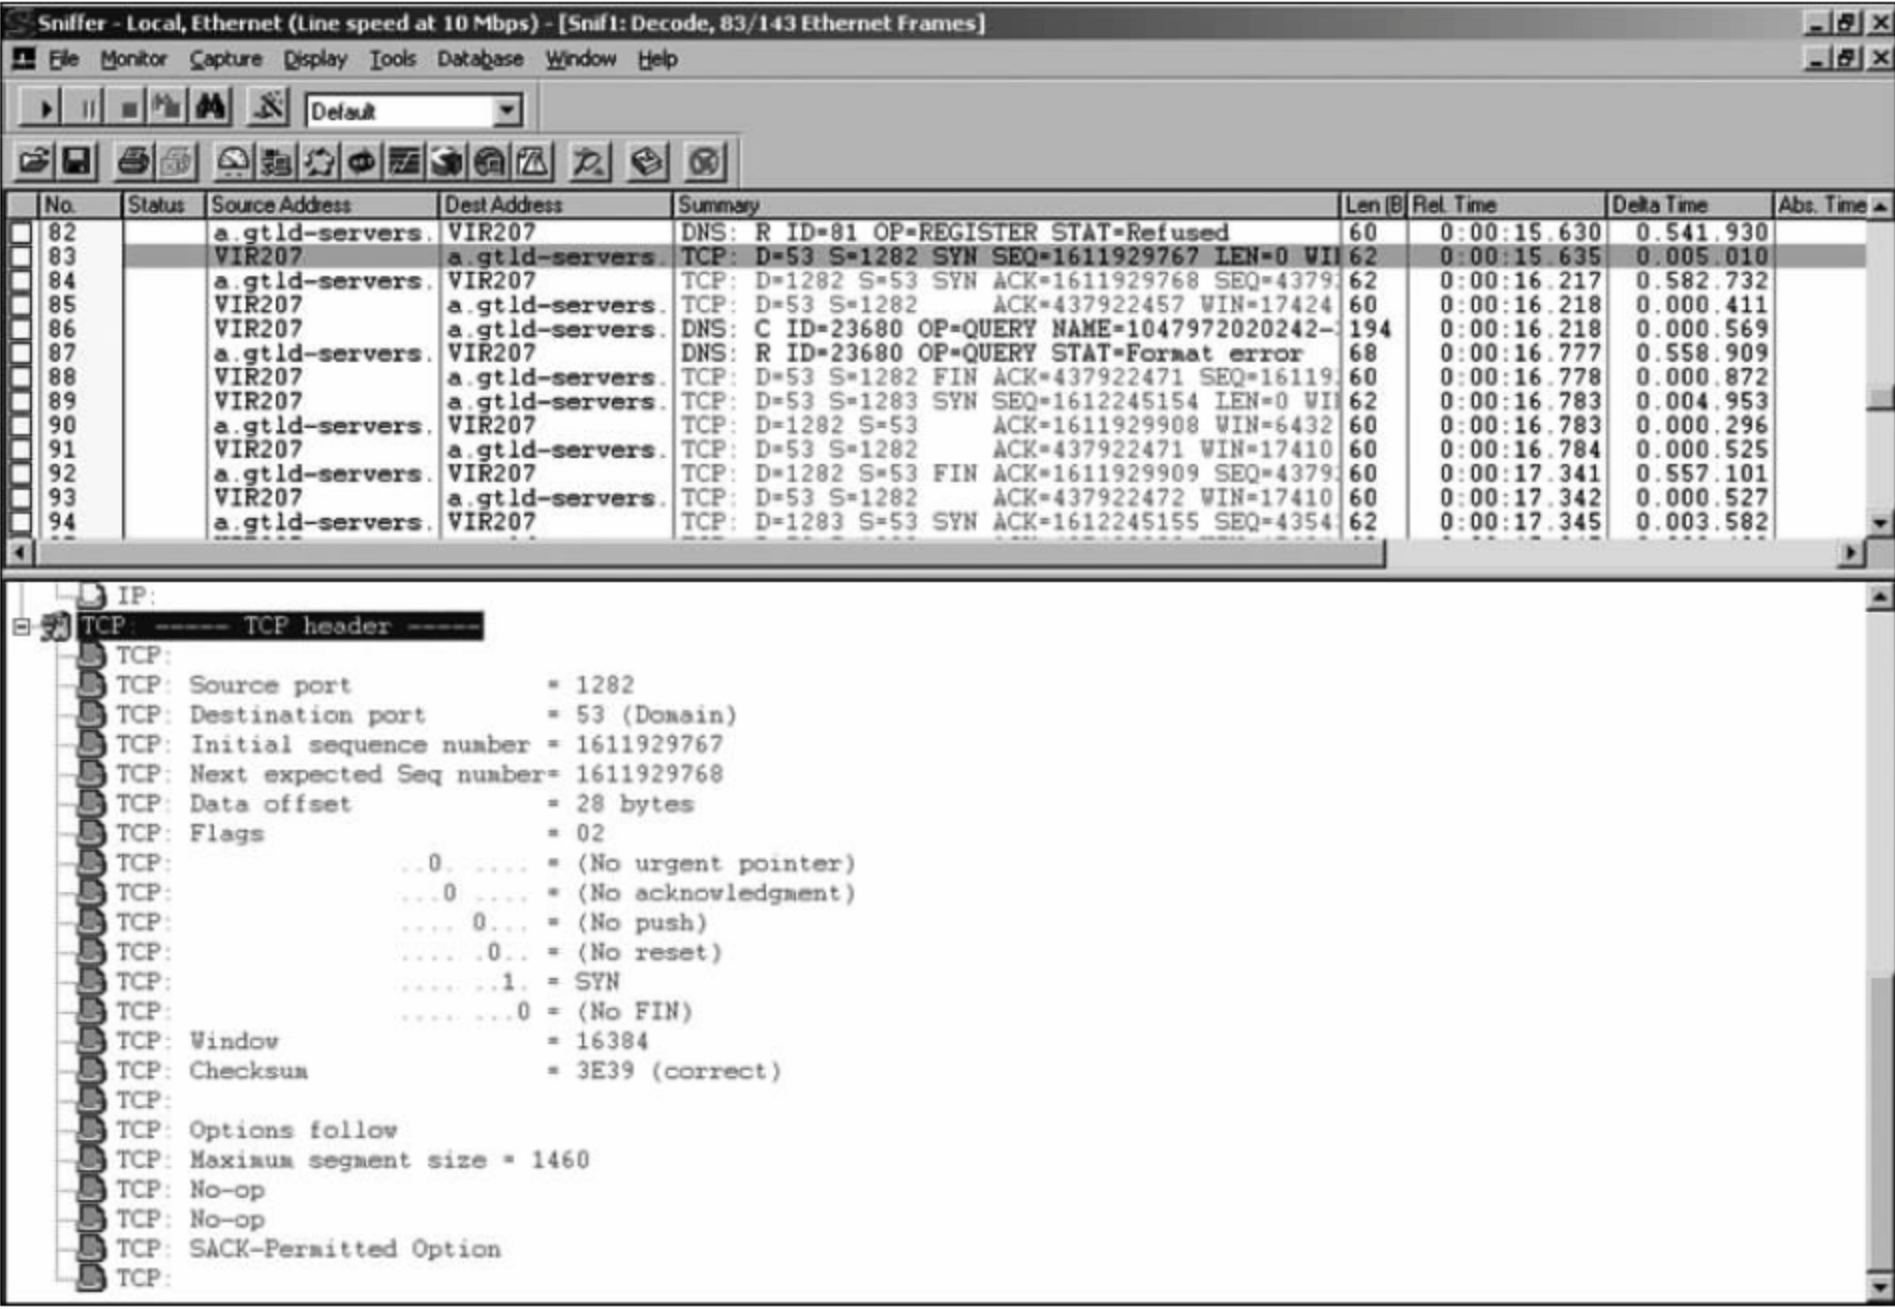 Sniffer - Local, Ethernet (Line speed at 10 Mbps) - [Snif1: Decode, 83/143 Ethernet Frames]
File Monitor Capture Display Tools Database Window Help
Default
No. Status Source Address Dest Address Summary Len (B Rel. Time Delta Time Abs. Time
82 a.gtld-servers. VIR207 DNS: R ID=81 OP=REGISTER STAT=Refused 60 0:00:15.630 0.541.930
83 VIR207 a.gtld-servers. TCP: D=53 S=1282 SYN SEQ=1611929767 LEN=0 WI 62 0:00:15.635 0.005.010
84 a.gtld-servers. VIR207 TCP: D=1282 S=53 SYN ACK=1611929768 SEQ=4379 62 0:00:16.217 0.582.732
85 VIR207 a.gtld-servers. TCP: D=53 S=1282 ACK=437922457 WIN=17424 60 0:00:16.218 0.000.411
86 VIR207 a.gtld-servers. DNS: C ID=23680 OP=QUERY NAME=1047972020242- 194 0:00:16.218 0.000.569
87 a.gtld-servers. VIR207 DNS: R ID=23680 OP=QUERY STAT=Format error 68 0:00:16.777 0.558.909
88 VIR207 a.gtld-servers. TCP: D=53 S=1282 FIN ACK=437922471 SEQ=16119 60 0:00:16.778 0.000.872
89 VIR207 a.gtld-servers. TCP: D=53 S=1283 SYN SEQ=1612245154 LEN=0 WI 62 0:00:16.783 0.004.953
90 a.gtld-servers. VIR207 TCP: D=1282 S=53 ACK=1611929908 WIN=6432 60 0:00:16.783 0.000.296
91 VIR207 a.gtld-servers. TCP: D=53 S=1282 ACK=437922471 WIN=17410 60 0:00:16.784 0.000.525
92 a.gtld-servers. VIR207 TCP: D=1282 S=53 FIN ACK=1611929909 SEQ=4379 60 0:00:17.341 0.557.101
93 VIR207 a.gtld-servers. TCP: D=53 S=1282 ACK=437922472 WIN=17410 60 0:00:17.342 0.000.527
94 a.gtld-servers. VIR207 TCP: D=1283 S=53 SYN ACK=1612245155 SEQ=4354 62 0:00:17.345 0.003.582
IP:
TCP: ----- TCP header -----
TCP:
TCP: Source port = 1282
TCP: Destination port = 53 (Domain)
TCP: Initial sequence number = 1611929767
TCP: Next expected Seq number= 1611929768
TCP: Data offset = 28 bytes
TCP: Flags = 02
TCP: ..0. .... = (No urgent pointer)
TCP: ...0 .... = (No acknowledgment)
TCP: .... 0... = (No push)
TCP: .... .0.. = (No reset)
TCP: .... ..1. = SYN
TCP: .... ...0 = (No FIN)
TCP: Window = 16384
TCP: Checksum = 3E39 (correct)
TCP:
TCP: Options follow
TCP: Maximum segment size = 1460
TCP: No-op
TCP: No-op
TCP: SACK-Permitted Option
TCP: